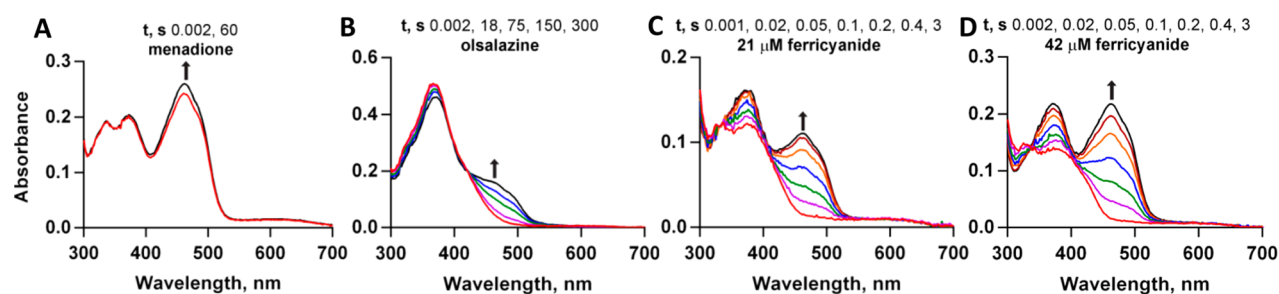 A
t, s 0.002, 60
menadione
0.3
0.2
0.1
0.0
300 400 500 600 700
Absorbance
Wavelength, nm
B
t, s 0.002, 18, 75, 150, 300
olsalazine
0.6
0.4
0.2
0.0
300 400 500 600 700
Wavelength, nm
C
t, s 0.001, 0.02, 0.05, 0.1, 0.2, 0.4, 3
21 μM ferricyanide
0.2
0.1
0.0
300 400 500 600 700
Wavelength, nm
D
t, s 0.002, 0.02, 0.05, 0.1, 0.2, 0.4, 3
42 μM ferricyanide
0.3
0.2
0.1
0.0
300 400 500 600 700
Wavelength, nm